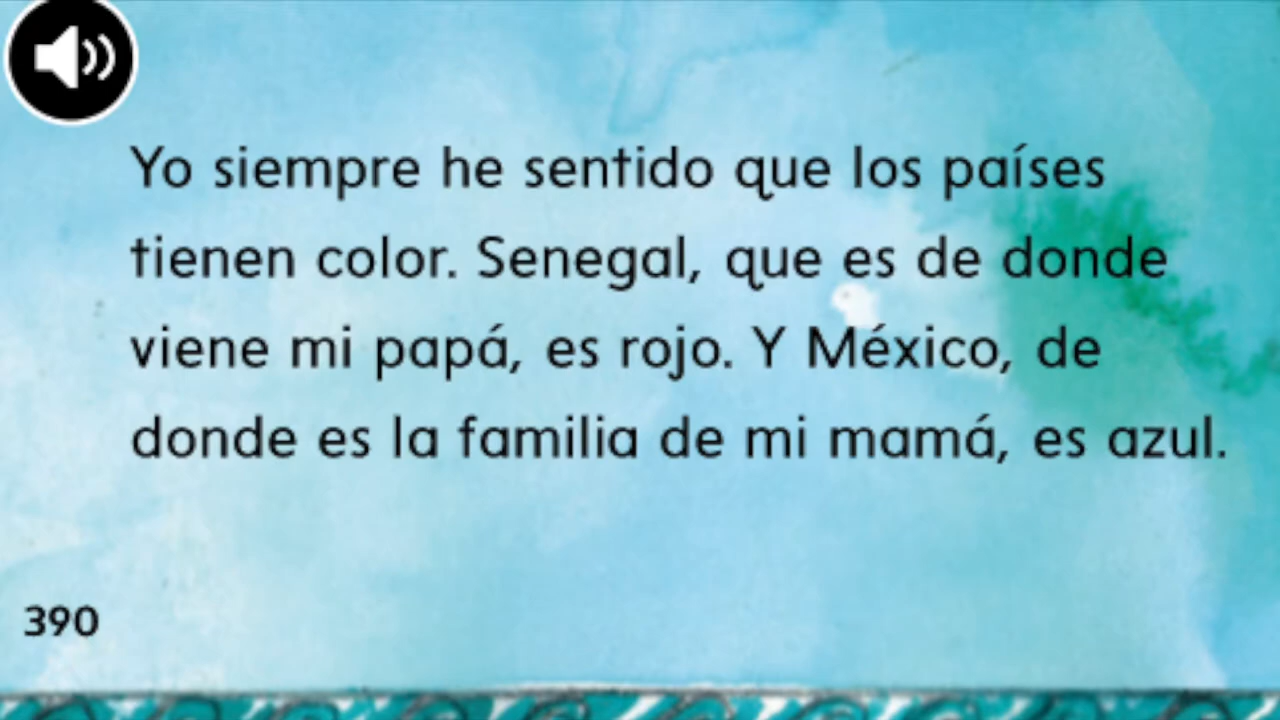 Yo siempre he sentido que los países
tienen color. Senegal, que es de donde
viene mi papá, es rojo. Y México, de
donde es la familia de mi mamá, es azul.
390